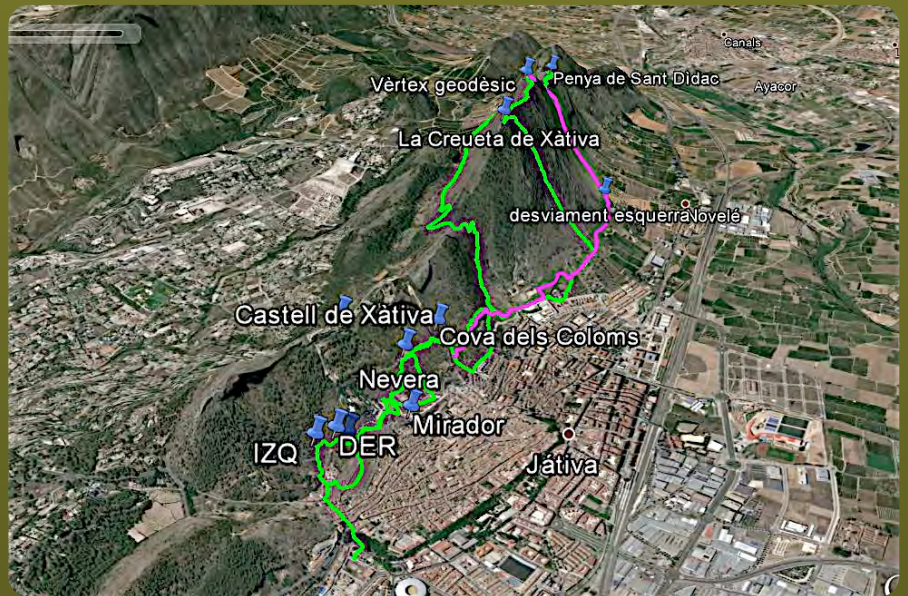 Canals
Vèrtex geodèsic
Penya de Sant Dídac
Ayacor
La Creueta de Xàtiva
desviament esquerra
Novelé
Castell de Xàtiva
Cova dels Coloms
Nevera
Mirador
IZQ
DER
Játiva